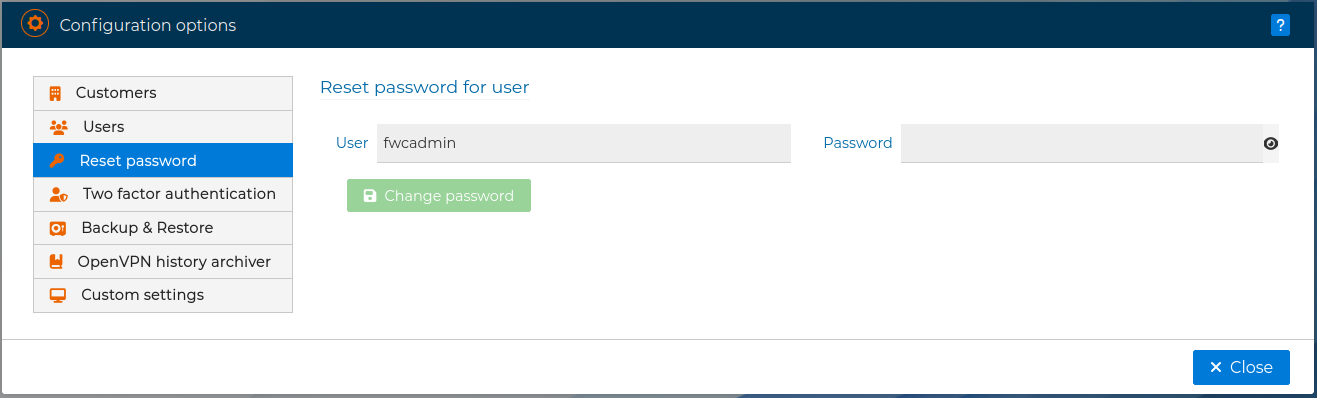 Configuration options
?
Customers
Users
Reset password
Two factor authentication
Backup & Restore
OpenVPN history archiver
Custom settings
Reset password for user
User fwcadmin Password
Change password
Close